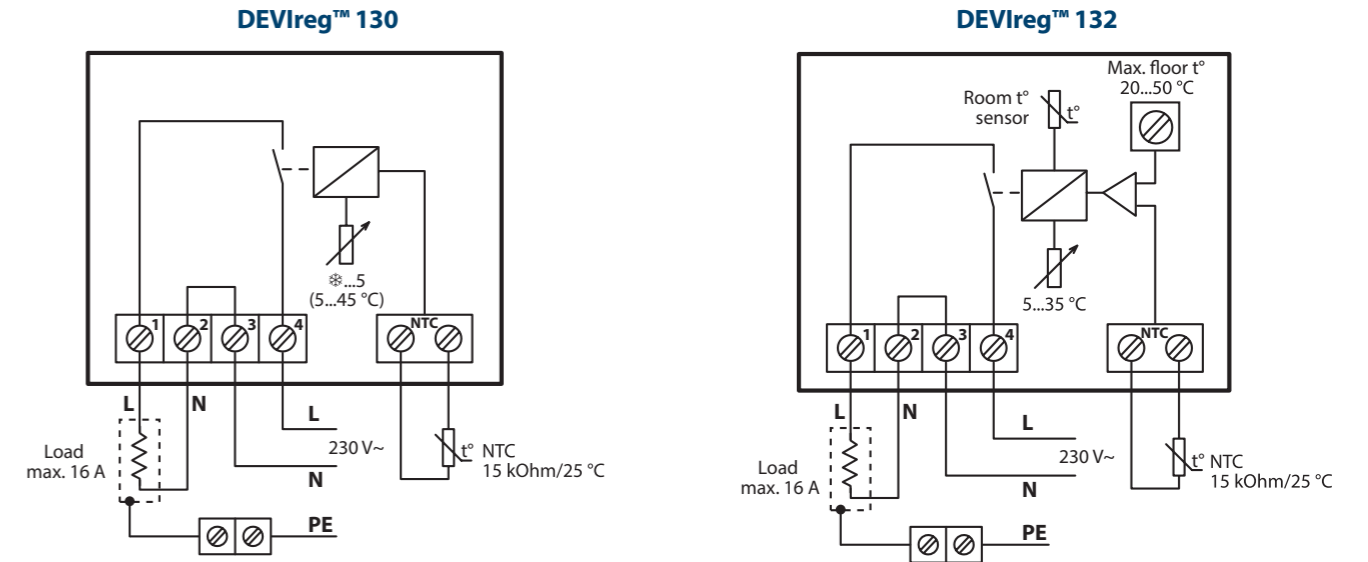 DEVIreg™ 130
❄...5
(5...45 °C)
1
2
3
4
NTC
L
N
L
230 V~
N
Load
max. 16 A
t° NTC
15 kOhm/25 °C
PE
DEVIreg™ 132
Max. floor t°
20...50 °C
Room t°
sensor
t°
5...35 °C
1
2
3
4
NTC
L
N
L
230 V~
N
Load
max. 16 A
t° NTC
15 kOhm/25 °C
PE